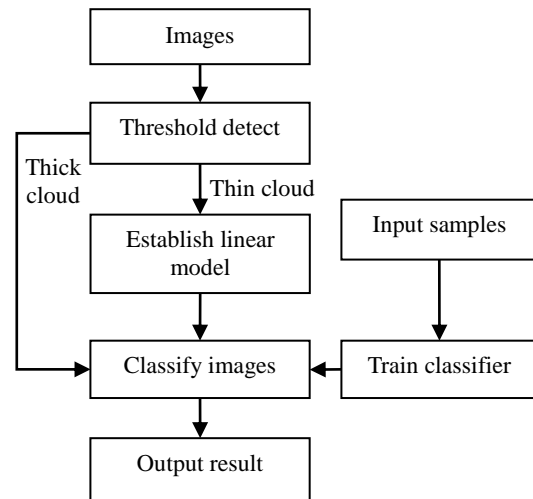 Images
Threshold detect
Thick
cloud
Thin cloud
Establish linear
model
Input samples
Classify images
Train classifier
Output result